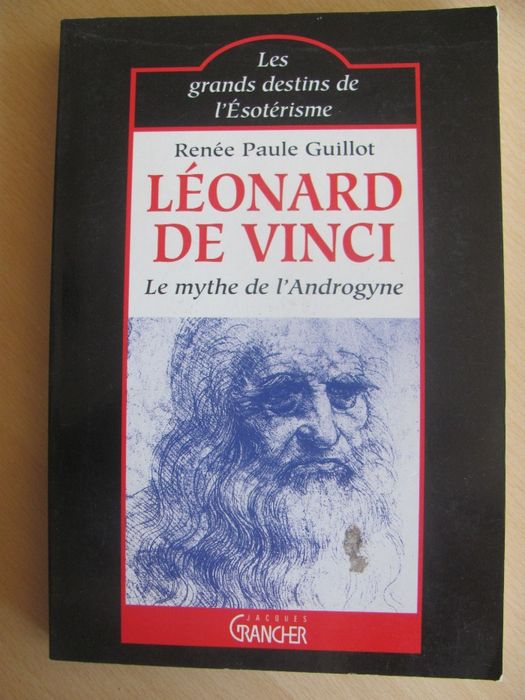 Les
grands destins de
l'Ésotérisme
Renée Paule Guillot
LÉONARD
DE VINCI
Le mythe de l'Androgyne
JACQUES
GRANCHER